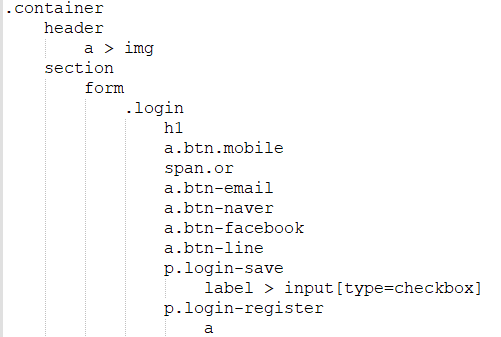 .container
header
a > img
section
form
.login
h1
a.btn.mobile
span.or
a.btn-email
a.btn-naver
a.btn-facebook
a.btn-line
p.login-save
label > input[type=checkbox]
p.login-register
a